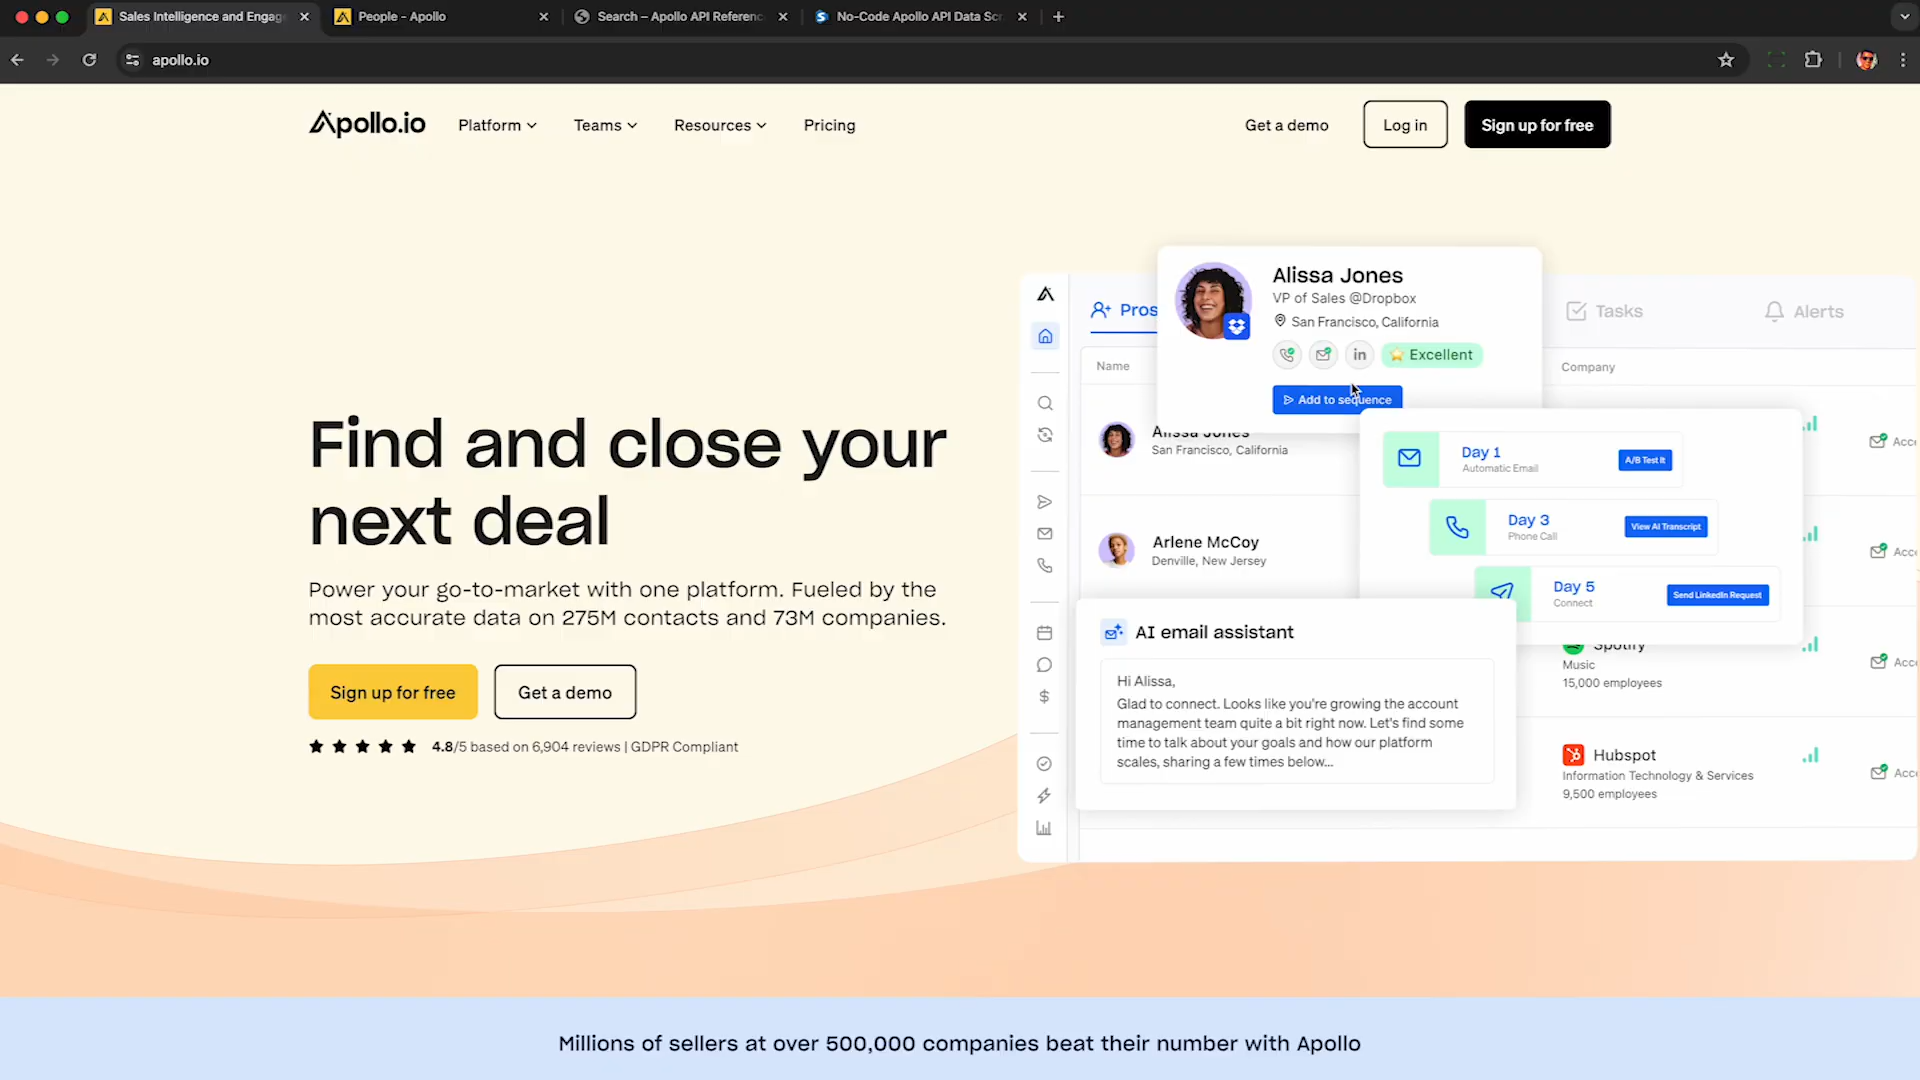 Sales Intelligence and Engag
People - Apollo
Search – Apollo API Referenc
No-Code Apollo API Data Scr
apollo.io
Apollo.io
Platform
Teams
Resources
Pricing
Get a demo
Log in
Sign up for free
Find and close your
next deal
Power your go-to-market with one platform. Fueled by the
most accurate data on 275M contacts and 73M companies.
Sign up for free
Get a demo
4.8/5 based on 6,904 reviews | GDPR Compliant
Pros
Tasks
Alerts
Name
Company
Alissa Jones
VP of Sales @Dropbox
San Francisco, California
in
Excellent
Add to sequence
Alissa Jones
San Francisco, California
Acc
Arlene McCoy
Denville, New Jersey
Acc
Day 1
Automatic Email
A/B Test It
Day 3
Phone Call
View AI Transcript
Day 5
Connect
Send LinkedIn Request
AI email assistant
Hi Alissa,
Glad to connect. Looks like you're growing the account
management team quite a bit right now. Let's find some
time to talk about your goals and how our platform
scales, sharing a few times below...
Spotify
Music
15,000 employees
Acc
Hubspot
Information Technology & Services
9,500 employees
Acc
Millions of sellers at over 500,000 companies beat their number with Apollo